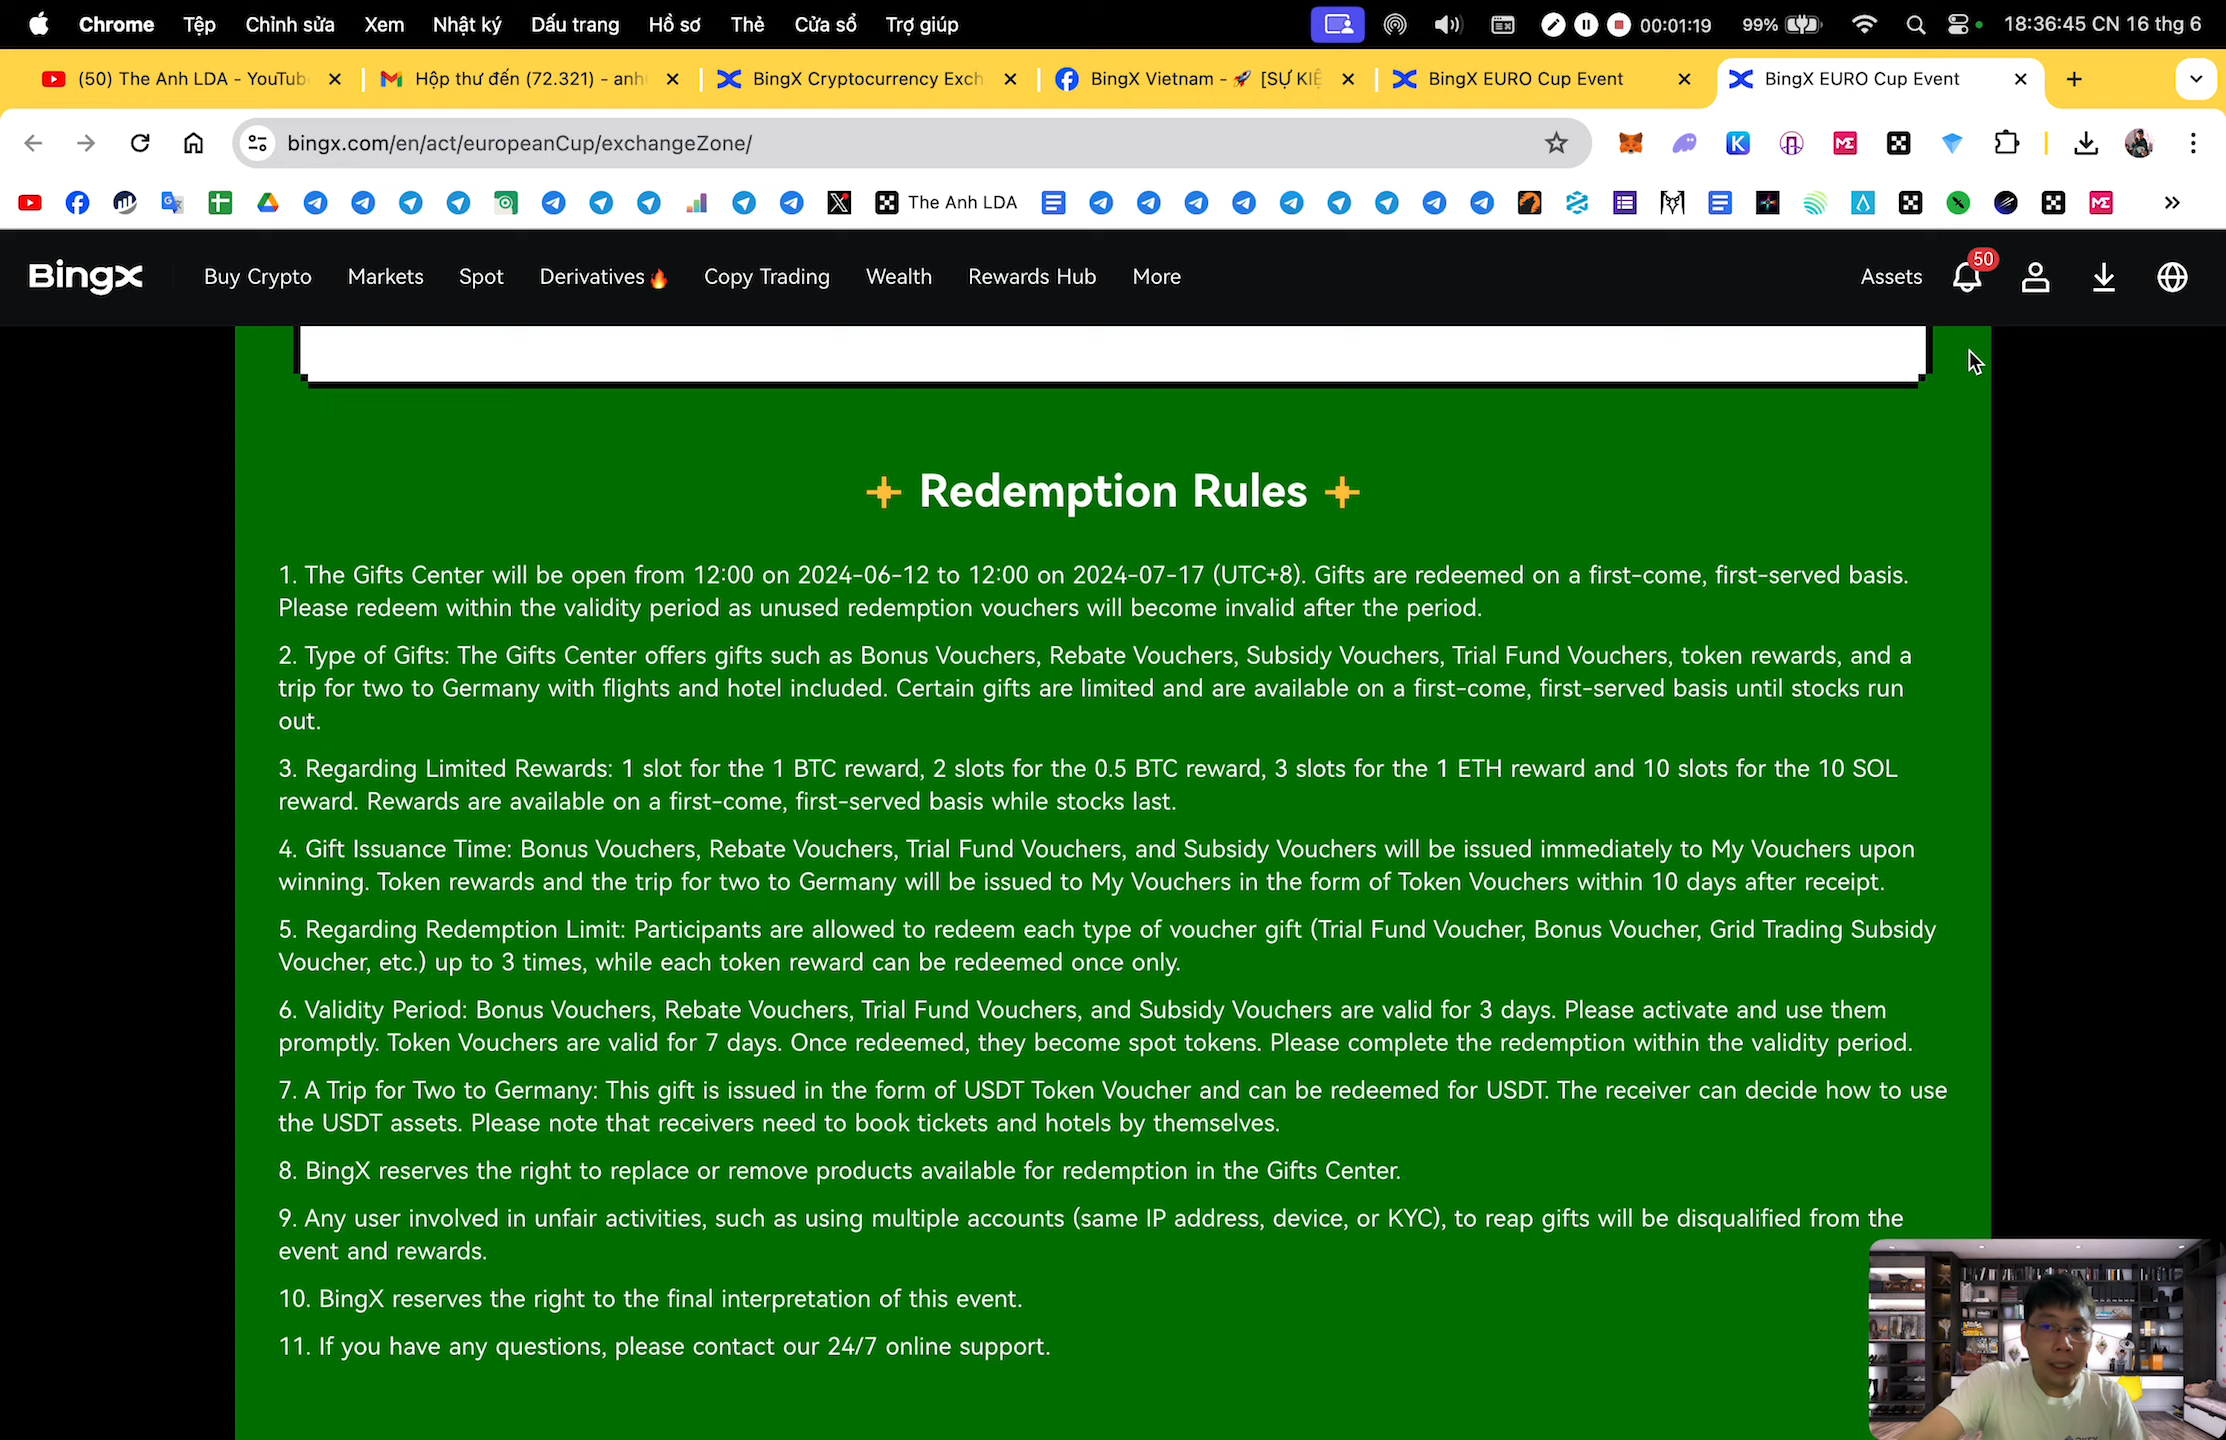 Chrome Tệp Chỉnh sửa Xem Nhật ký Dấu trang Hồ sơ Thẻ Cửa sổ Trợ giúp 00:01:19 99% 18:36:45 CN 16 thg 6
(50) The Anh LDA - YouTub Hộp thư đến (72.321) - anh BingX Cryptocurrency Exch BingX Vietnam - 🚀 [SỰ KIỆ BingX EURO Cup Event BingX EURO Cup Event
bingx.com/en/act/europeanCup/exchangeZone/
The Anh LDA
BingX Buy Crypto Markets Spot Derivatives🔥 Copy Trading Wealth Rewards Hub More Assets 50
Redemption Rules
1. The Gifts Center will be open from 12:00 on 2024-06-12 to 12:00 on 2024-07-17 (UTC+8). Gifts are redeemed on a first-come, first-served basis.
Please redeem within the validity period as unused redemption vouchers will become invalid after the period.
2. Type of Gifts: The Gifts Center offers gifts such as Bonus Vouchers, Rebate Vouchers, Subsidy Vouchers, Trial Fund Vouchers, token rewards, and a
trip for two to Germany with flights and hotel included. Certain gifts are limited and are available on a first-come, first-served basis until stocks run
out.
3. Regarding Limited Rewards: 1 slot for the 1 BTC reward, 2 slots for the 0.5 BTC reward, 3 slots for the 1 ETH reward and 10 slots for the 10 SOL
reward. Rewards are available on a first-come, first-served basis while stocks last.
4. Gift Issuance Time: Bonus Vouchers, Rebate Vouchers, Trial Fund Vouchers, and Subsidy Vouchers will be issued immediately to My Vouchers upon
winning. Token rewards and the trip for two to Germany will be issued to My Vouchers in the form of Token Vouchers within 10 days after receipt.
5. Regarding Redemption Limit: Participants are allowed to redeem each type of voucher gift (Trial Fund Voucher, Bonus Voucher, Grid Trading Subsidy
Voucher, etc.) up to 3 times, while each token reward can be redeemed once only.
6. Validity Period: Bonus Vouchers, Rebate Vouchers, Trial Fund Vouchers, and Subsidy Vouchers are valid for 3 days. Please activate and use them
promptly. Token Vouchers are valid for 7 days. Once redeemed, they become spot tokens. Please complete the redemption within the validity period.
7. A Trip for Two to Germany: This gift is issued in the form of USDT Token Voucher and can be redeemed for USDT. The receiver can decide how to use
the USDT assets. Please note that receivers need to book tickets and hotels by themselves.
8. BingX reserves the right to replace or remove products available for redemption in the Gifts Center.
9. Any user involved in unfair activities, such as using multiple accounts (same IP address, device, or KYC), to reap gifts will be disqualified from the
event and rewards.
10. BingX reserves the right to the final interpretation of this event.
11. If you have any questions, please contact our 24/7 online support.